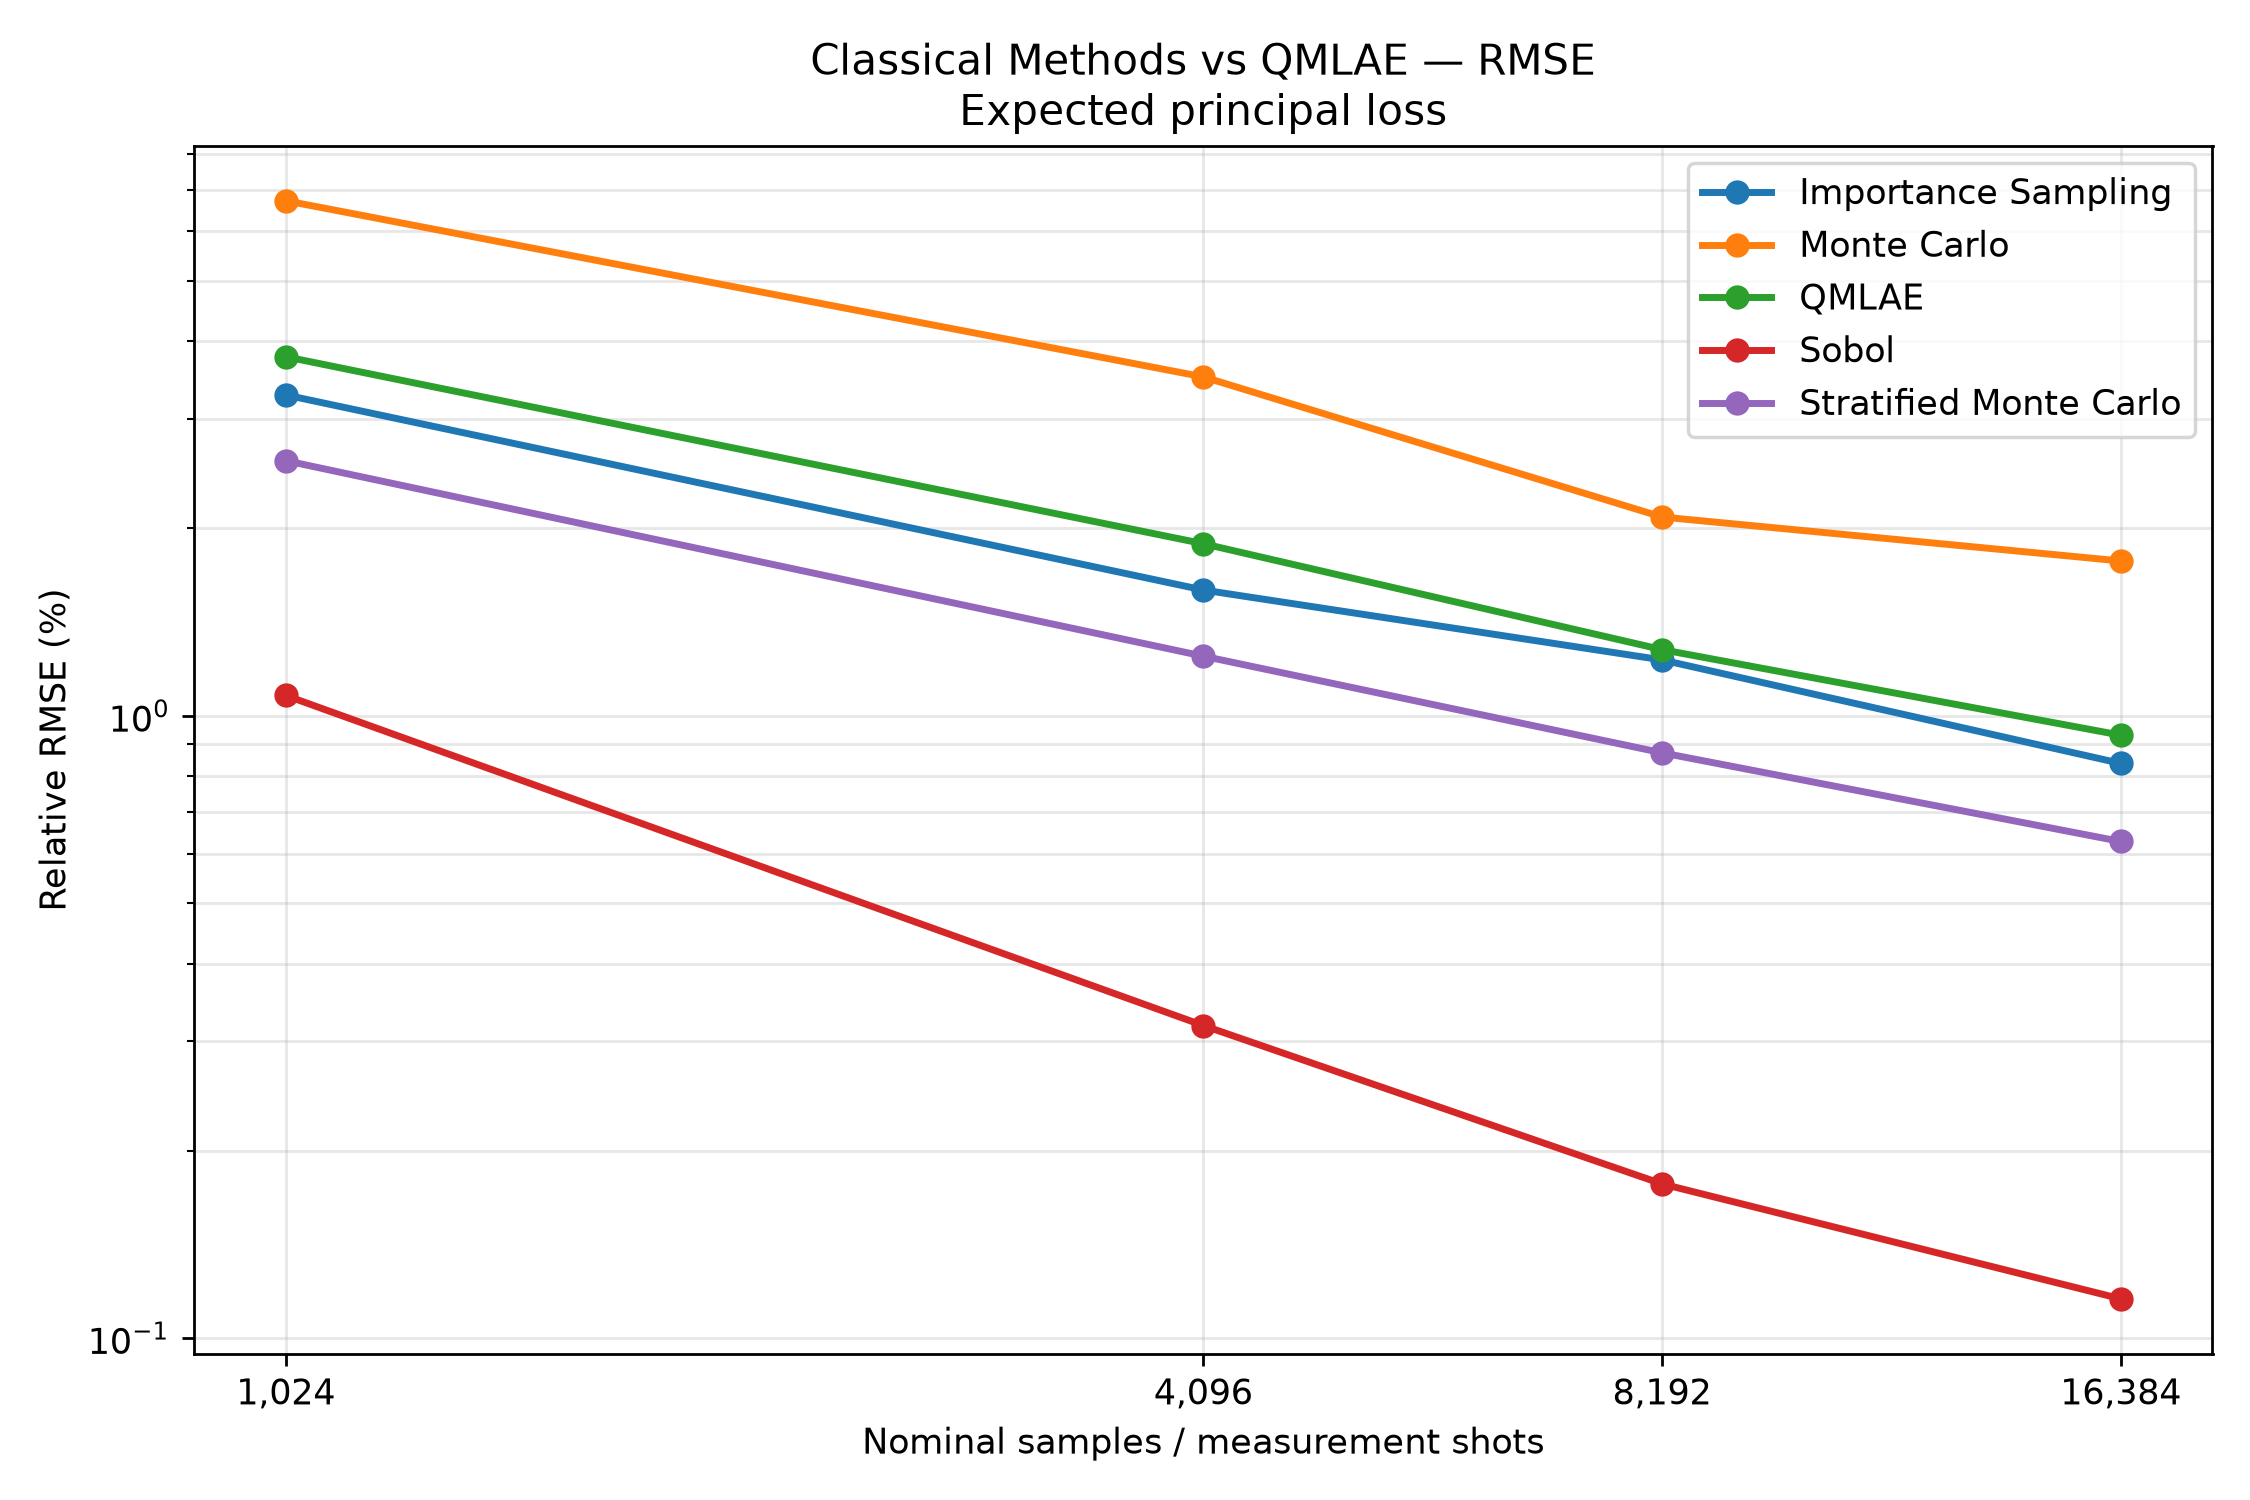 Classical Methods vs QMLAE — RMSE
Expected principal loss
Importance Sampling
Monte Carlo
QMLAE
Sobol
Stratified Monte Carlo
Relative RMSE (%)
10⁰
10⁻¹
1,024
4,096
8,192
16,384
Nominal samples / measurement shots